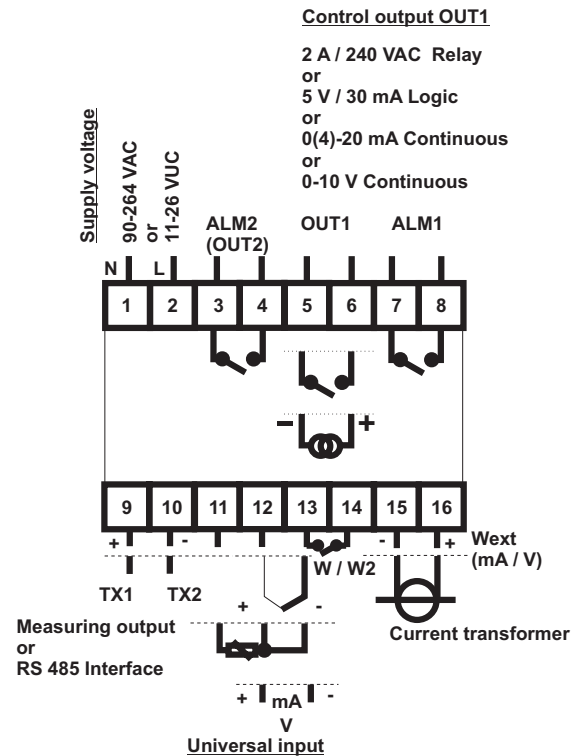 Control output OUT1
2 A / 240 VAC Relay
or
5 V / 30 mA Logic
or
0(4)-20 mA Continuous
or
0-10 V Continuous
Supply voltage
90-264 VAC
or
11-26 VUC
ALM2
(OUT2)
OUT1
ALM1
N L
1 2 3 4 5 6 7 8
- +
9 10 11 12 13 14 15 16
+ - - +
Wext
(mA / V)
W / W2
TX1 TX2
+ -
Measuring output
or
RS 485 Interface
Current transformer
+ mA -
V
Universal input